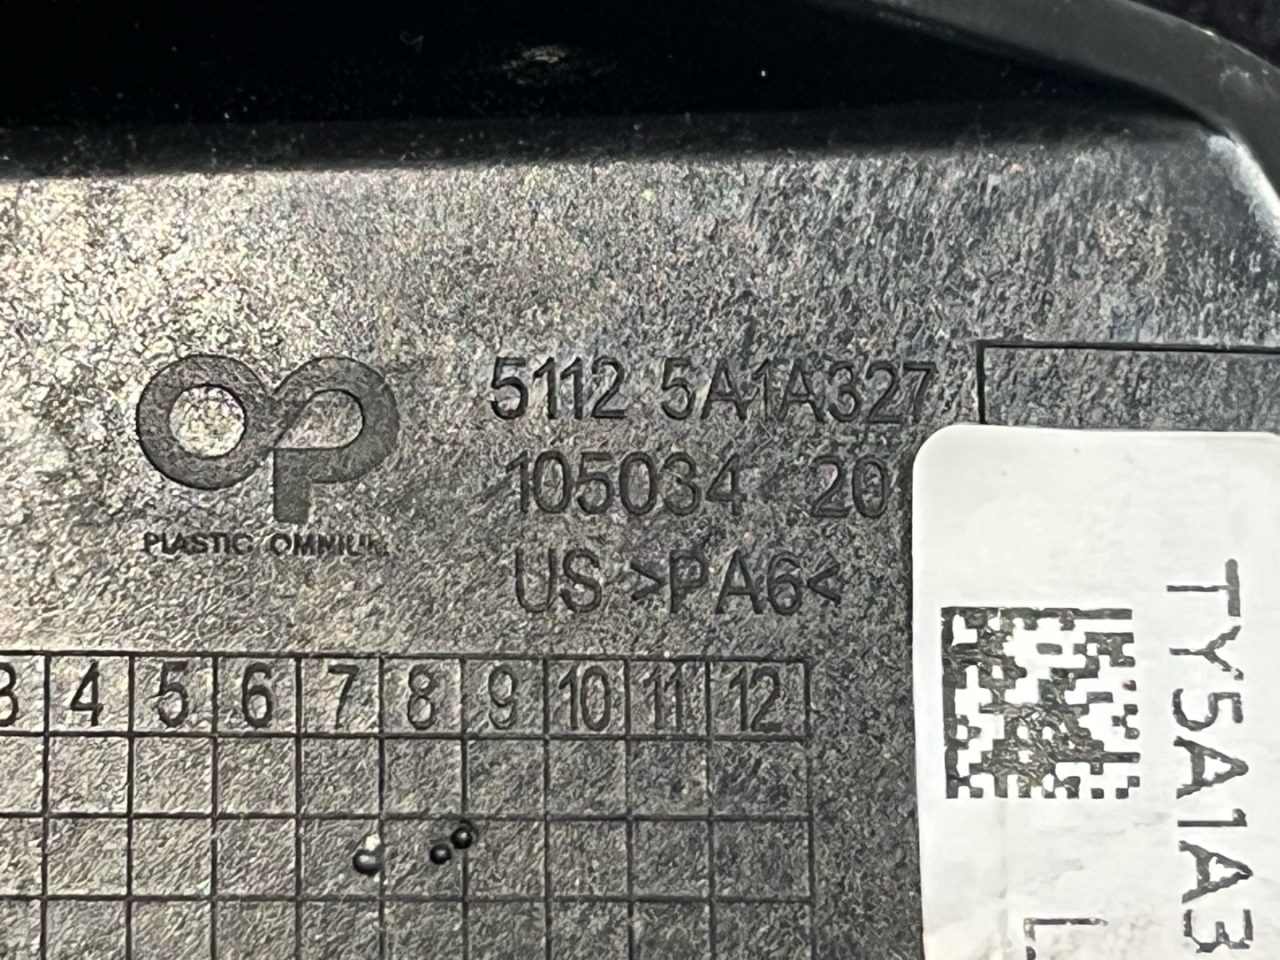 OP
PLASTIC OMNIUM
5112 5A1A327
105034 20
US >PA6<
3 4 5 6 7 8 9 10 11 12
TY5A1A3
L